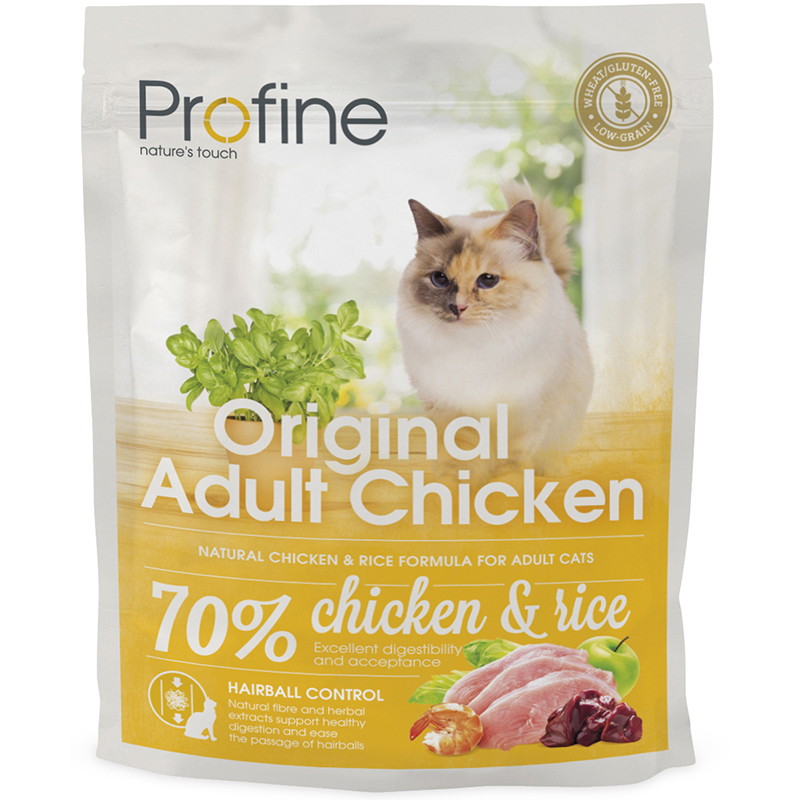 Profine
nature's touch
WHEAT/GLUTEN-FREE
LOW-GRAIN
Original
Adult Chicken
NATURAL CHICKEN & RICE FORMULA FOR ADULT CATS
70% chicken & rice
Excellent digestibility
and acceptance
HAIRBALL CONTROL
Natural fibre and herbal
extracts support healthy
digestion and ease
the passage of hairballs